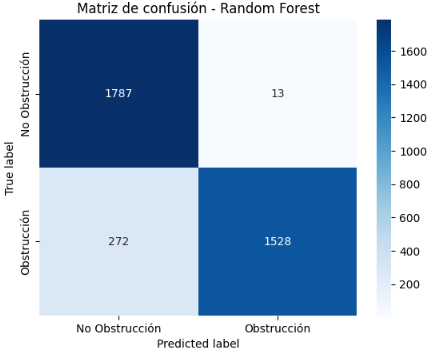 Matriz de confusión - Random Forest
No Obstrucción
Obstrucción
True label
1787
13
272
1528
No Obstrucción
Obstrucción
Predicted label
1600
1400
1200
1000
800
600
400
200